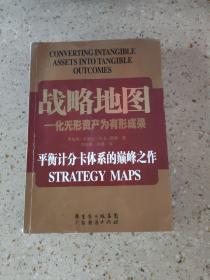 CONVERTING INTANGIBLE
ASSETS INTO TANGIBLE
OUTCOMES
战略地图
—化无形资产为有形成果
平衡计分卡体系的巅峰之作
STRATEGY MAPS